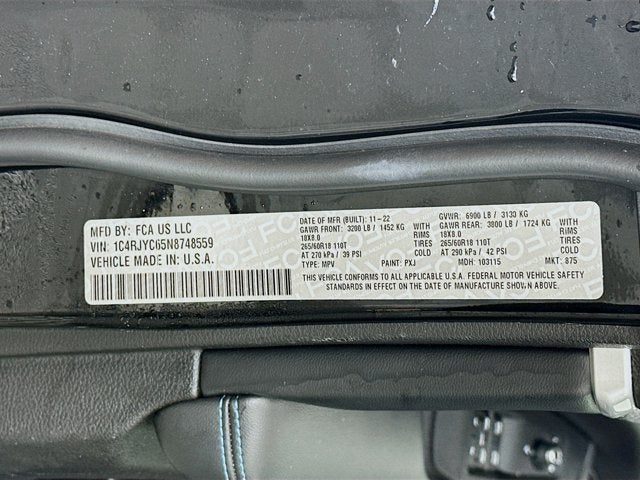 MFD BY: FCA US LLC
VIN: 1C4RJYC65N8748559
VEHICLE MADE IN: U.S.A.
DATE OF MFR (BUILT): 11-22
GAWR FRONT: 3200 LB / 1452 KG
18X8.0
265/60R18 110T
AT 270 kPa / 39 PSI COLD
TYPE: MPV PAINT: PXJ
GVWR: 6900 LB / 3130 KG
GAWR REAR: 3800 LB / 1724 KG
18X8.0
265/60R18 110T
AT 290 kPa / 42 PSI COLD
MDH: 103115 MKT: 875
TIRES
TIRES
THIS VEHICLE CONFORMS TO ALL APPLICABLE U.S.A. FEDERAL MOTOR VEHICLE SAFETY
STANDARDS IN EFFECT ON THE DATE OF MANUFACTURE SHOWN ABOVE.